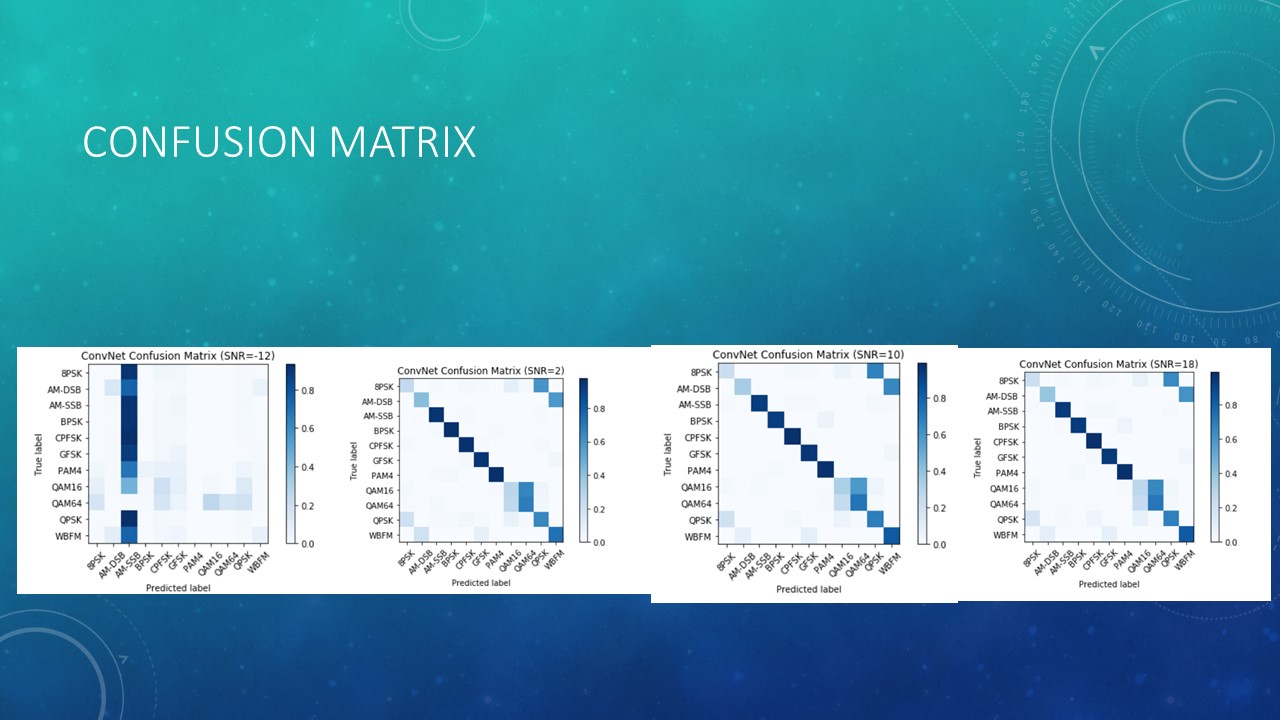 CONFUSION MATRIX
ConvNet Confusion Matrix (SNR=-12)
True label
8PSK
AM-DSB
AM-SSB
BPSK
CPFSK
GFSK
PAM4
QAM16
QAM64
QPSK
WBFM
8PSK AM-DSB AM-SSB BPSK CPFSK GFSK PAM4 QAM16 QAM64 QPSK WBFM
Predicted label
0.8
0.6
0.4
0.2
0.0
ConvNet Confusion Matrix (SNR=2)
True label
8PSK
AM-DSB
AM-SSB
BPSK
CPFSK
GFSK
PAM4
QAM16
QAM64
QPSK
WBFM
8PSK AM-DSB AM-SSB BPSK CPFSK GFSK PAM4 QAM16 QAM64 QPSK WBFM
Predicted label
0.8
0.6
0.4
0.2
0.0
ConvNet Confusion Matrix (SNR=10)
True label
8PSK
AM-DSB
AM-SSB
BPSK
CPFSK
GFSK
PAM4
QAM16
QAM64
QPSK
WBFM
8PSK AM-DSB AM-SSB BPSK CPFSK GFSK PAM4 QAM16 QAM64 QPSK WBFM
Predicted label
0.8
0.6
0.4
0.2
0.0
ConvNet Confusion Matrix (SNR=18)
True label
8PSK
AM-DSB
AM-SSB
BPSK
CPFSK
GFSK
PAM4
QAM16
QAM64
QPSK
WBFM
8PSK AM-DSB AM-SSB BPSK CPFSK GFSK PAM4 QAM16 QAM64 QPSK WBFM
Predicted label
0.8
0.6
0.4
0.2
0.0